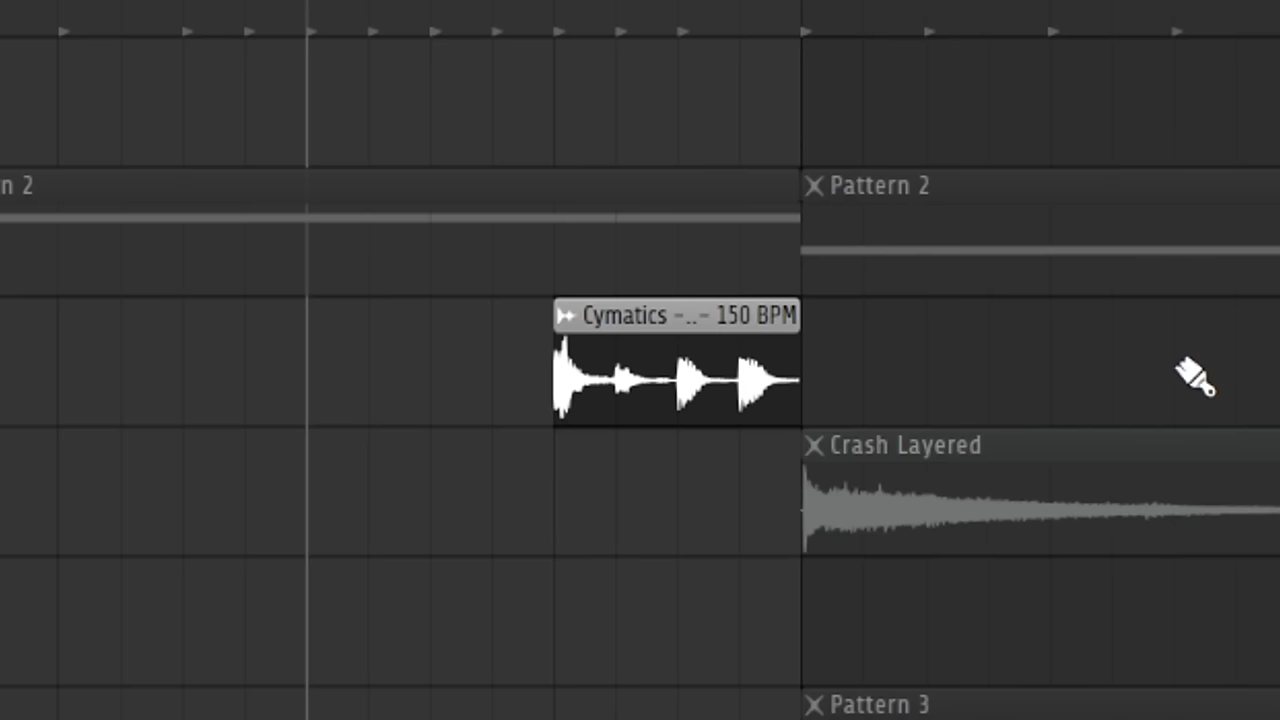 n 2
Pattern 2
Cymatics -..- 150 BPM
Crash Layered
Pattern 3